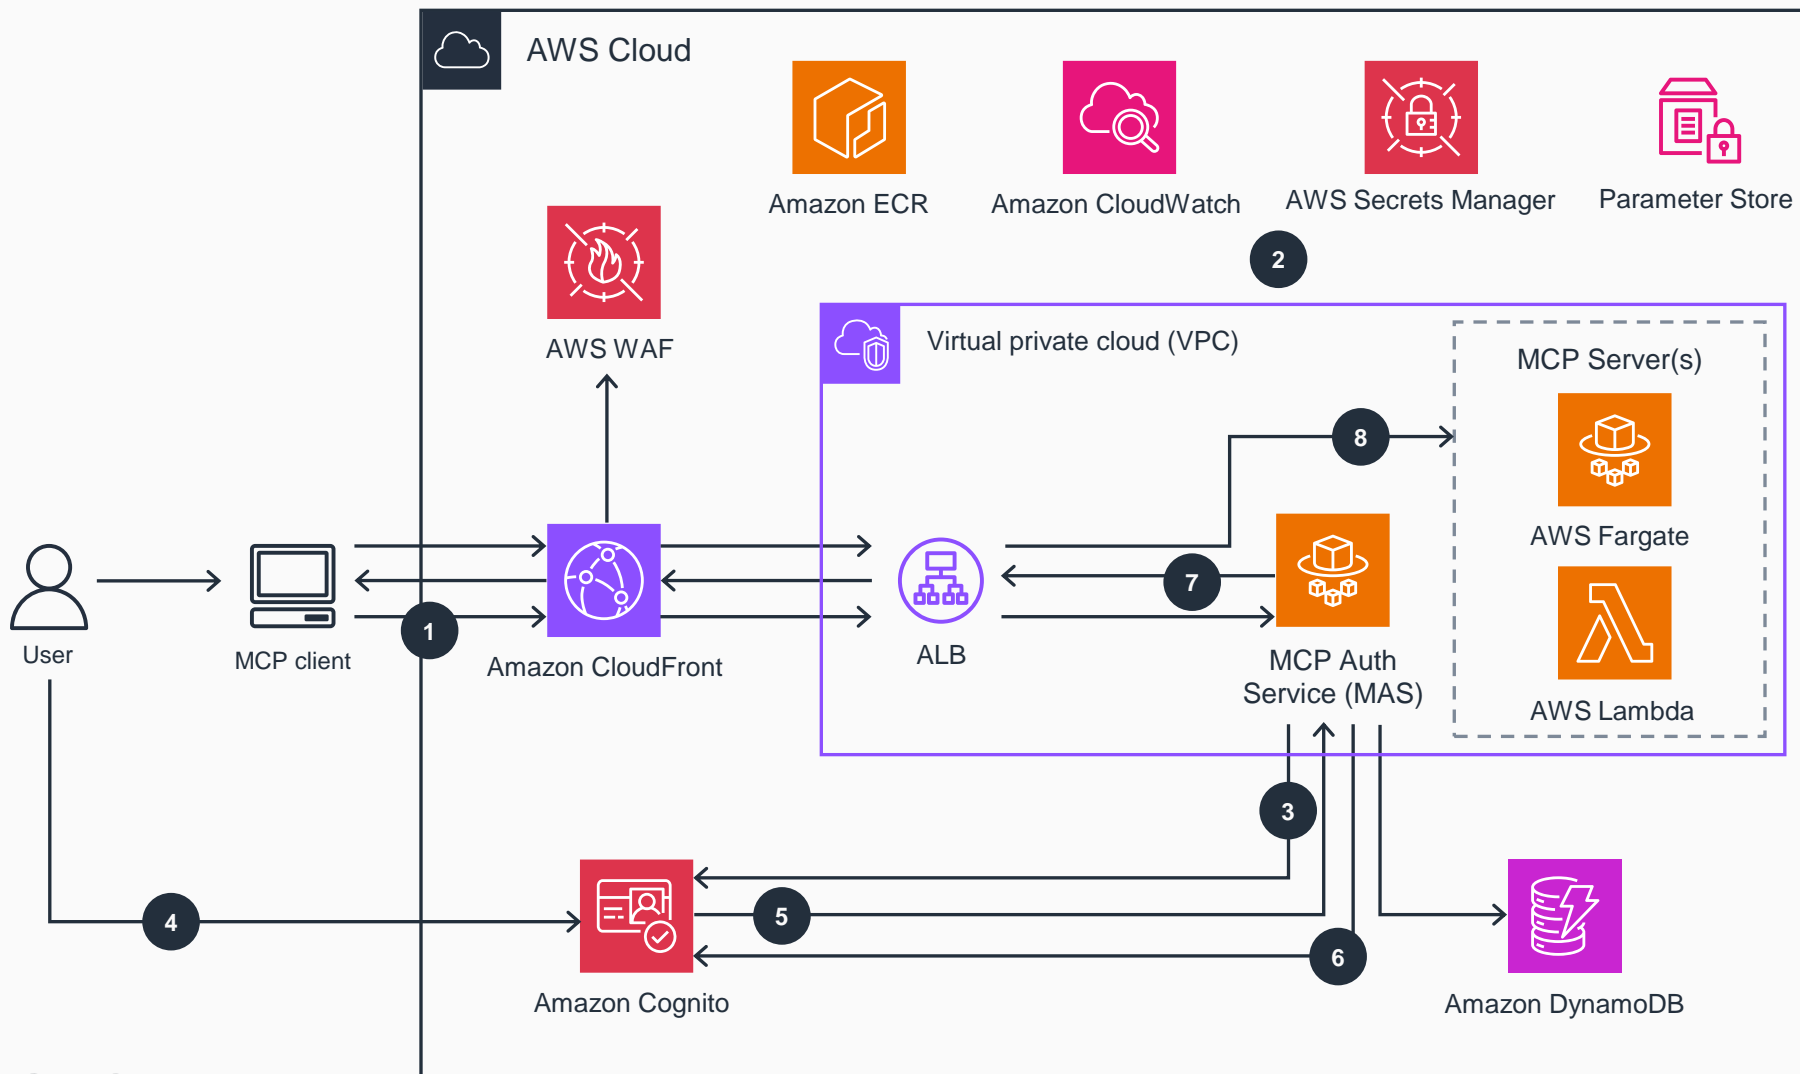 AWS Cloud
Amazon ECR
Amazon CloudWatch
AWS Secrets Manager
Parameter Store
2
AWS WAF
Virtual private cloud (VPC)
MCP Server(s)
8
AWS Fargate
7
1
User
MCP client
Amazon CloudFront
ALB
MCP Auth
Service (MAS)
AWS Lambda
3
4
5
6
Amazon Cognito
Amazon DynamoDB